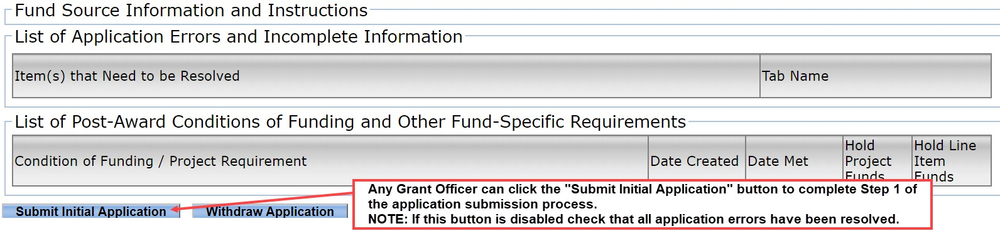 Fund Source Information and Instructions
List of Application Errors and Incomplete Information
Item(s) that Need to be Resolved
Tab Name
List of Post-Award Conditions of Funding and Other Fund-Specific Requirements
Condition of Funding / Project Requirement
Date Created
Date Met
Hold
Project
Funds
Hold Line
Item
Funds
Any Grant Officer can click the "Submit Initial Application" button to complete Step 1 of
the application submission process.
NOTE: If this button is disabled check that all application errors have been resolved.
Submit Initial Application
Withdraw Application